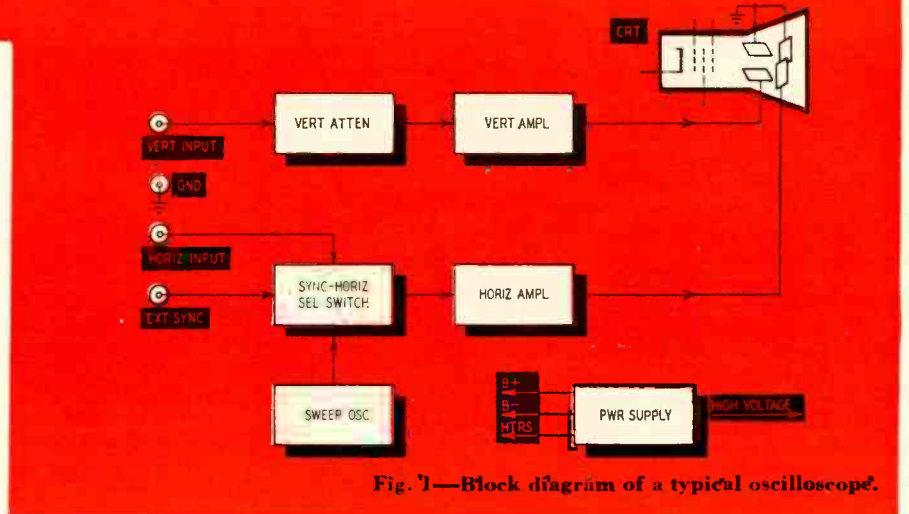 CRT
VERT ATTEN
VERT AMPL
VERT INPUT
GND
HORIZ INPUT
SYNC-HORIZ
SEL SWITCH
HORIZ AMPL
EXT SYNC
SWEEP OSC
B+
B-
HTRS
PWR SUPPLY
HIGH VOLTAGE
Fig. 1—Block diagram of a typical oscilloscope.